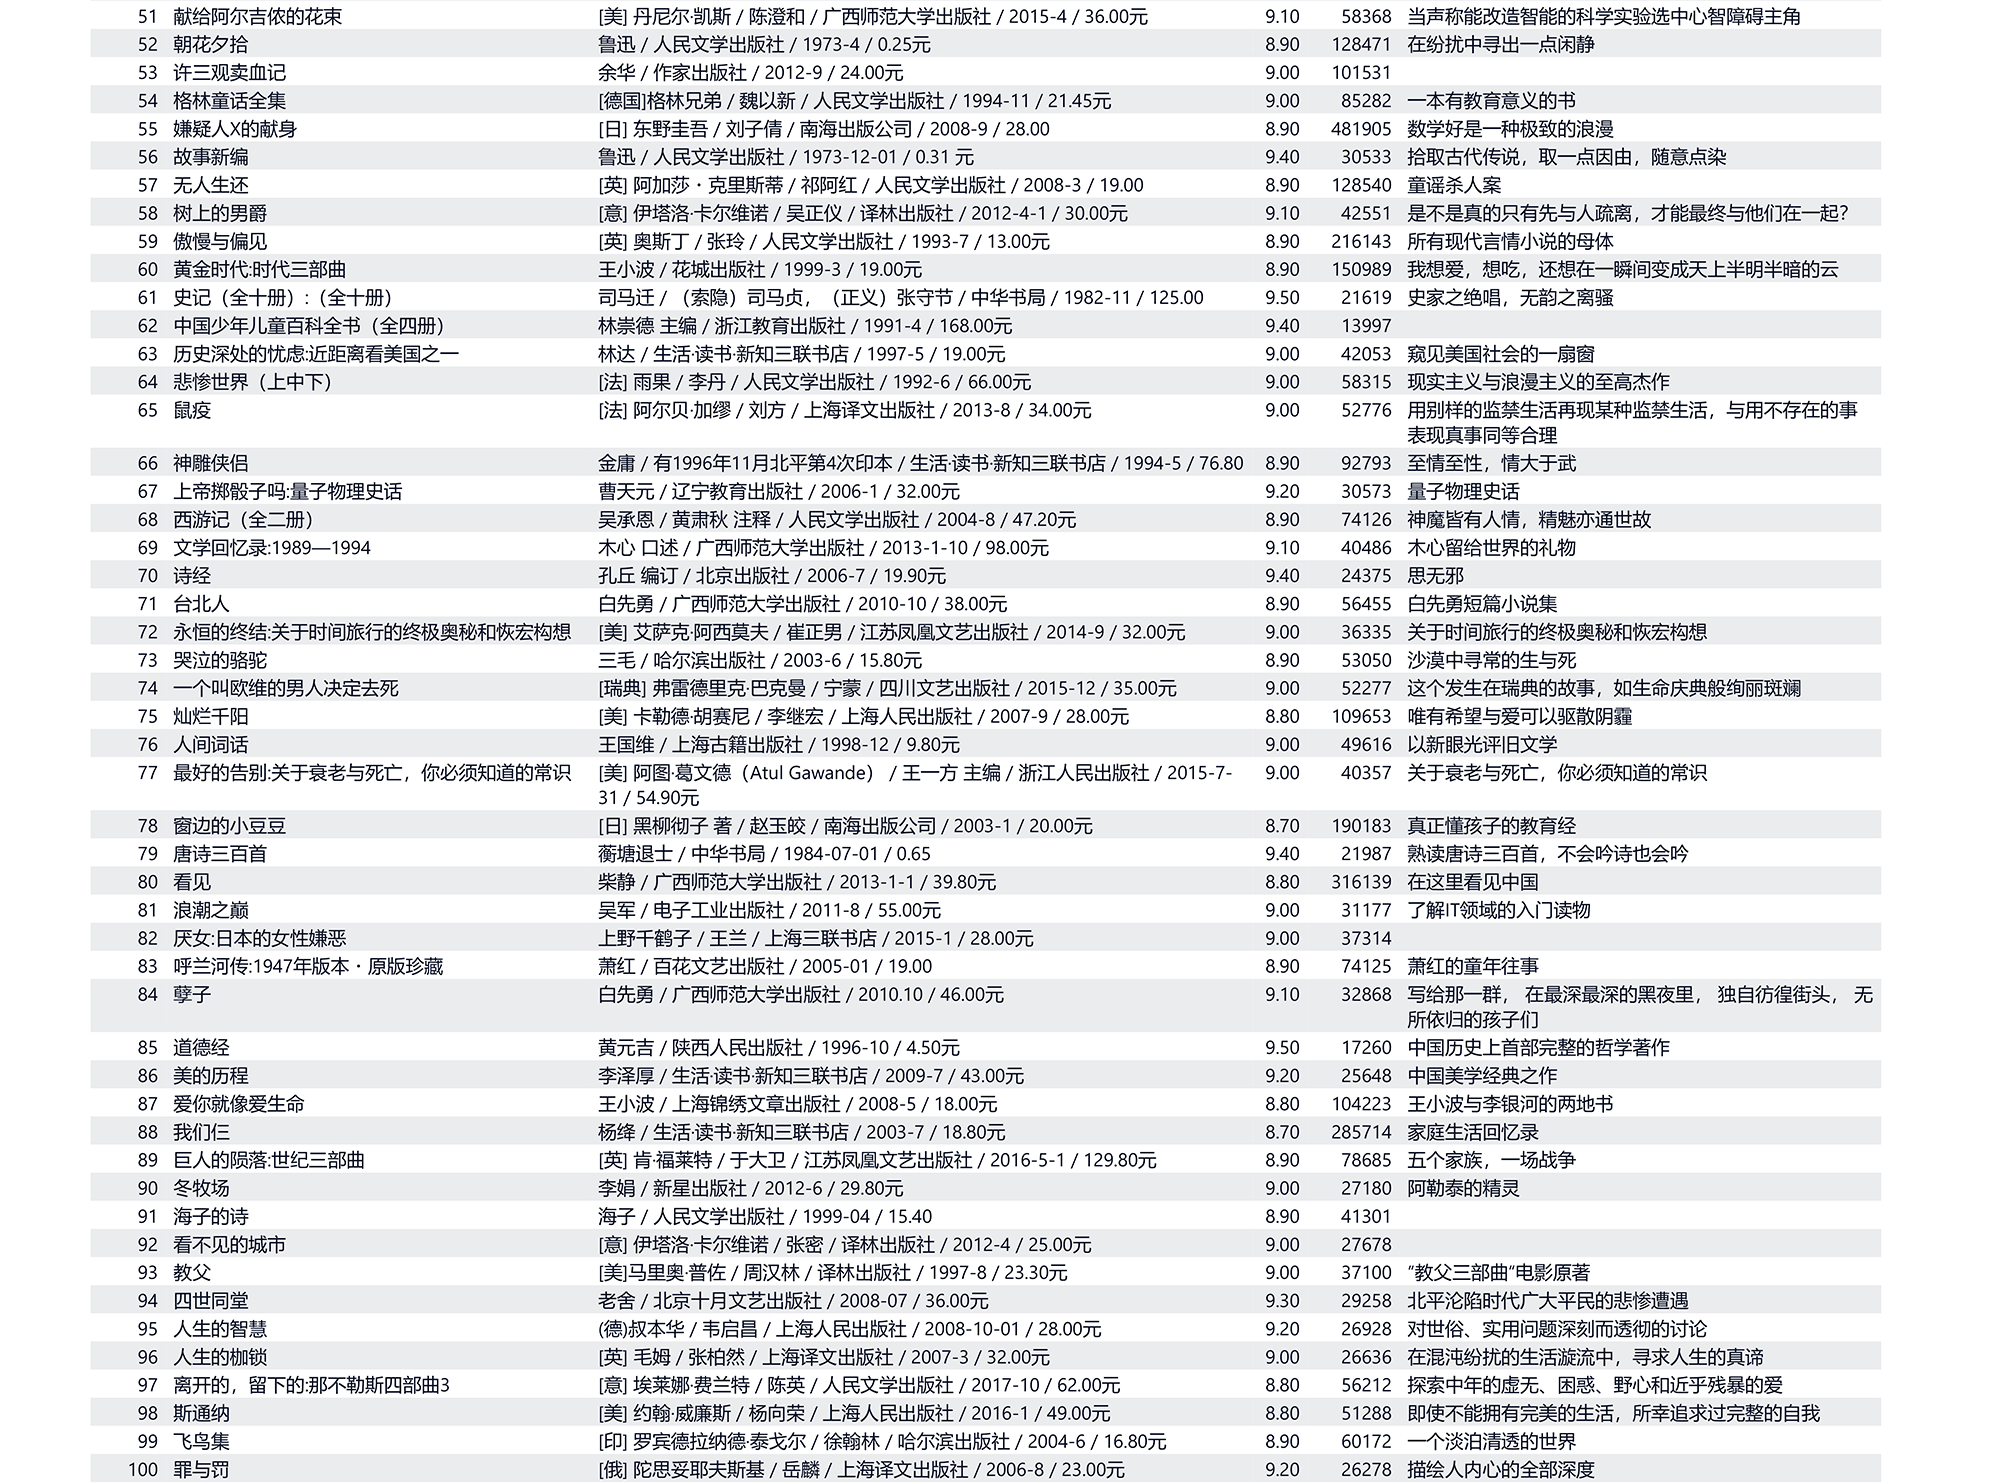 51 献给阿尔吉侬的花束 [美] 丹尼尔·凯斯 / 陈澄和 / 广西师范大学出版社 / 2015-4 / 36.00元 9.10 58368 当声称能改造智能的科学实验选中心智障碍主角
52 朝花夕拾 鲁迅 / 人民文学出版社 / 1973-4 / 0.25元 8.90 128471 在纷扰中寻出一点闲静
53 许三观卖血记 余华 / 作家出版社 / 2012-9 / 24.00元 9.00 101531
54 格林童话全集 [德国]格林兄弟 / 魏以新 / 人民文学出版社 / 1994-11 / 21.45元 9.00 85282 一本有教育意义的书
55 嫌疑人X的献身 [日] 东野圭吾 / 刘子倩 / 南海出版公司 / 2008-9 / 28.00 8.90 481905 数学好是一种极致的浪漫
56 故事新编 鲁迅 / 人民文学出版社 / 1973-12-01 / 0.31 元 9.40 30533 拾取古代传说，取一点因由，随意点染
57 无人生还 [英] 阿加莎・克里斯蒂 / 祁阿红 / 人民文学出版社 / 2008-3 / 19.00 8.90 128540 童谣杀人案
58 树上的男爵 [意] 伊塔洛·卡尔维诺 / 吴正仪 / 译林出版社 / 2012-4-1 / 30.00元 9.10 42551 是不是真的只有先与人疏离，才能最终与他们在一起？
59 傲慢与偏见 [英] 奥斯丁 / 张玲 / 人民文学出版社 / 1993-7 / 13.00元 8.90 216143 所有现代言情小说的母体
60 黄金时代:时代三部曲 王小波 / 花城出版社 / 1999-3 / 19.00元 8.90 150989 我想爱，想吃，还想在一瞬间变成天上半明半暗的云
61 史记（全十册）:（全十册） 司马迁 / （索隐）司马贞，（正义）张守节 / 中华书局 / 1982-11 / 125.00 9.50 21619 史家之绝唱，无韵之离骚
62 中国少年儿童百科全书（全四册） 林崇德 主编 / 浙江教育出版社 / 1991-4 / 168.00元 9.40 13997
63 历史深处的忧虑:近距离看美国之一 林达 / 生活·读书·新知三联书店 / 1997-5 / 19.00元 9.00 42053 窥见美国社会的一扇窗
64 悲惨世界（上中下） [法] 雨果 / 李丹 / 人民文学出版社 / 1992-6 / 66.00元 9.00 58315 现实主义与浪漫主义的至高杰作
65 鼠疫 [法] 阿尔贝·加缪 / 刘方 / 上海译文出版社 / 2013-8 / 34.00元 9.00 52776 用别样的监禁生活再现某种监禁生活，与用不存在的事
表现真事同等合理
66 神雕侠侣 金庸 / 有1996年11月北平第4次印本 / 生活·读书·新知三联书店 / 1994-5 / 76.80 8.90 92793 至情至性，情大于武
67 上帝掷骰子吗:量子物理史话 曹天元 / 辽宁教育出版社 / 2006-1 / 32.00元 9.20 30573 量子物理史话
68 西游记（全二册） 吴承恩 / 黄肃秋 注释 / 人民文学出版社 / 2004-8 / 47.20元 8.90 74126 神魔皆有人情，精魅亦通世故
69 文学回忆录:1989—1994 木心 口述 / 广西师范大学出版社 / 2013-1-10 / 98.00元 9.10 40486 木心留给世界的礼物
70 诗经 孔丘 编订 / 北京出版社 / 2006-7 / 19.90元 9.40 24375 思无邪
71 台北人 白先勇 / 广西师范大学出版社 / 2010-10 / 38.00元 8.90 56455 白先勇短篇小说集
72 永恒的终结:关于时间旅行的终极奥秘和恢宏构想 [美] 艾萨克·阿西莫夫 / 崔正男 / 江苏凤凰文艺出版社 / 2014-9 / 32.00元 9.00 36335 关于时间旅行的终极奥秘和恢宏构想
73 哭泣的骆驼 三毛 / 哈尔滨出版社 / 2003-6 / 15.80元 8.90 53050 沙漠中寻常的生与死
74 一个叫欧维的男人决定去死 [瑞典] 弗雷德里克·巴克曼 / 宁蒙 / 四川文艺出版社 / 2015-12 / 35.00元 9.00 52277 这个发生在瑞典的故事，如生命庆典般绚丽斑斓
75 灿烂千阳 [美] 卡勒德·胡赛尼 / 李继宏 / 上海人民出版社 / 2007-9 / 28.00元 8.80 109653 唯有希望与爱可以驱散阴霾
76 人间词话 王国维 / 上海古籍出版社 / 1998-12 / 9.80元 9.00 49616 以新眼光评旧文学
77 最好的告别:关于衰老与死亡，你必须知道的常识 [美] 阿图·葛文德（Atul Gawande） / 王一方 主编 / 浙江人民出版社 / 2015-7- 9.00 40357 关于衰老与死亡，你必须知道的常识
31 / 54.90元
78 窗边的小豆豆 [日] 黑柳彻子 著 / 赵玉皎 / 南海出版公司 / 2003-1 / 20.00元 8.70 190183 真正懂孩子的教育经
79 唐诗三百首 蘅塘退士 / 中华书局 / 1984-07-01 / 0.65 9.40 21987 熟读唐诗三百首，不会吟诗也会吟
80 看见 柴静 / 广西师范大学出版社 / 2013-1-1 / 39.80元 8.80 316139 在这里看见中国
81 浪潮之巅 吴军 / 电子工业出版社 / 2011-8 / 55.00元 9.00 31177 了解IT领域的入门读物
82 厌女:日本的女性嫌恶 上野千鹤子 / 王兰 / 上海三联书店 / 2015-1 / 28.00元 9.00 37314
83 呼兰河传:1947年版本・原版珍藏 萧红 / 百花文艺出版社 / 2005-01 / 19.00 8.90 74125 萧红的童年往事
84 孽子 白先勇 / 广西师范大学出版社 / 2010.10 / 46.00元 9.10 32868 写给那一群， 在最深最深的黑夜里， 独自彷徨街头， 无
所依归的孩子们
85 道德经 黄元吉 / 陕西人民出版社 / 1996-10 / 4.50元 9.50 17260 中国历史上首部完整的哲学著作
86 美的历程 李泽厚 / 生活·读书·新知三联书店 / 2009-7 / 43.00元 9.20 25648 中国美学经典之作
87 爱你就像爱生命 王小波 / 上海锦绣文章出版社 / 2008-5 / 18.00元 8.80 104223 王小波与李银河的两地书
88 我们仨 杨绛 / 生活·读书·新知三联书店 / 2003-7 / 18.80元 8.70 285714 家庭生活回忆录
89 巨人的陨落:世纪三部曲 [英] 肯·福莱特 / 于大卫 / 江苏凤凰文艺出版社 / 2016-5-1 / 129.80元 8.90 78685 五个家族，一场战争
90 冬牧场 李娟 / 新星出版社 / 2012-6 / 29.80元 9.00 27180 阿勒泰的精灵
91 海子的诗 海子 / 人民文学出版社 / 1999-04 / 15.40 8.90 41301
92 看不见的城市 [意] 伊塔洛·卡尔维诺 / 张密 / 译林出版社 / 2012-4 / 25.00元 9.00 27678
93 教父 [美]马里奥·普佐 / 周汉林 / 译林出版社 / 1997-8 / 23.30元 9.00 37100 “教父三部曲”电影原著
94 四世同堂 老舍 / 北京十月文艺出版社 / 2008-07 / 36.00元 9.30 29258 北平沦陷时代广大平民的悲惨遭遇
95 人生的智慧 (德)叔本华 / 韦启昌 / 上海人民出版社 / 2008-10-01 / 28.00元 9.20 26928 对世俗、实用问题深刻而透彻的讨论
96 人生的枷锁 [英] 毛姆 / 张柏然 / 上海译文出版社 / 2007-3 / 32.00元 9.00 26636 在混沌纷扰的生活漩流中，寻求人生的真谛
97 离开的，留下的:那不勒斯四部曲3 [意] 埃莱娜·费兰特 / 陈英 / 人民文学出版社 / 2017-10 / 62.00元 8.80 56212 探索中年的虚无、困惑、野心和近乎残暴的爱
98 斯通纳 [美] 约翰·威廉斯 / 杨向荣 / 上海人民出版社 / 2016-1 / 49.00元 8.80 51288 即使不能拥有完美的生活，所幸追求过完整的自我
99 飞鸟集 [印] 罗宾德拉纳德·泰戈尔 / 徐翰林 / 哈尔滨出版社 / 2004-6 / 16.80元 8.90 60172 一个淡泊清透的世界
100 罪与罚 [俄] 陀思妥耶夫斯基 / 岳麟 / 上海译文出版社 / 2006-8 / 23.00元 9.20 26278 描绘人内心的全部深度